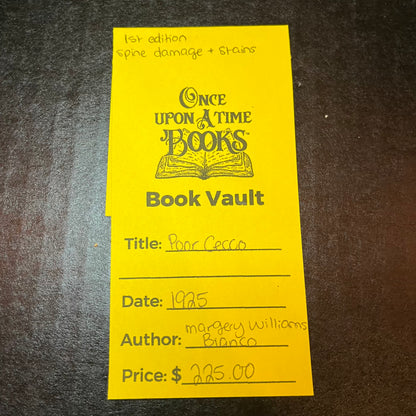 1st edition
spine damage + stains
ONCE
UPON A TIME
BOOKS™
Book Vault
Title: Poor Cecco
Date: 1925
margery williams
Author: Bianco
Price: $ 225.00